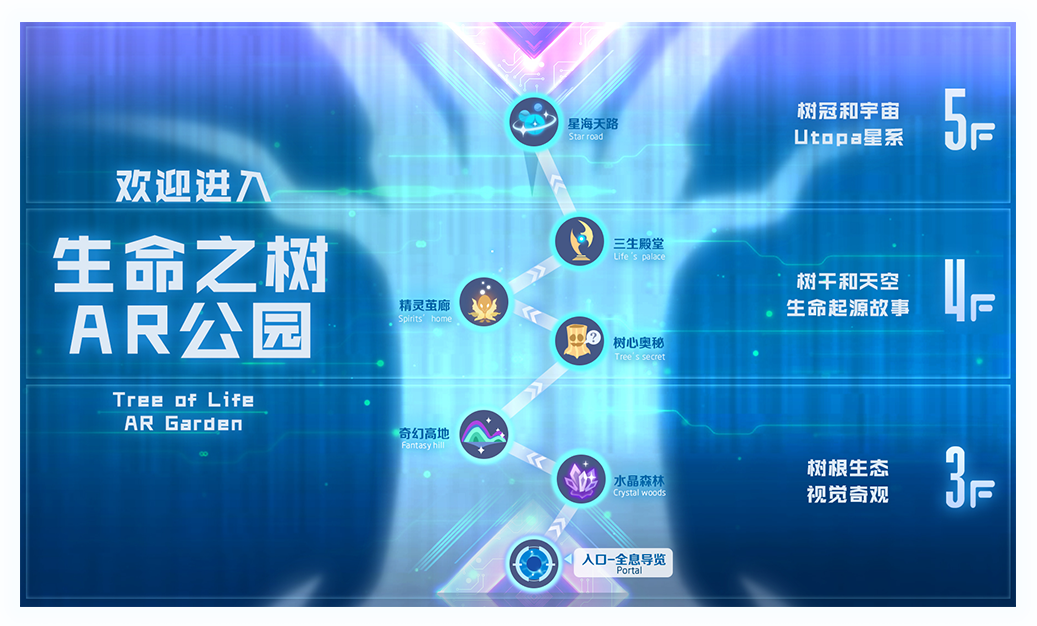 欢迎进入
生命之树
AR公园
Tree of Life
AR Garden
星海天路
Star road
三生殿堂
Life's palace
精灵茧廊
Spirits' home
树心奥秘
Tree's secret
奇幻高地
Fantasy hill
水晶森林
Crystal woods
入口-全息导览
Portal
树冠和宇宙
Utopa星系
5F
树干和天空
生命起源故事
4F
树根生态
视觉奇观
3F